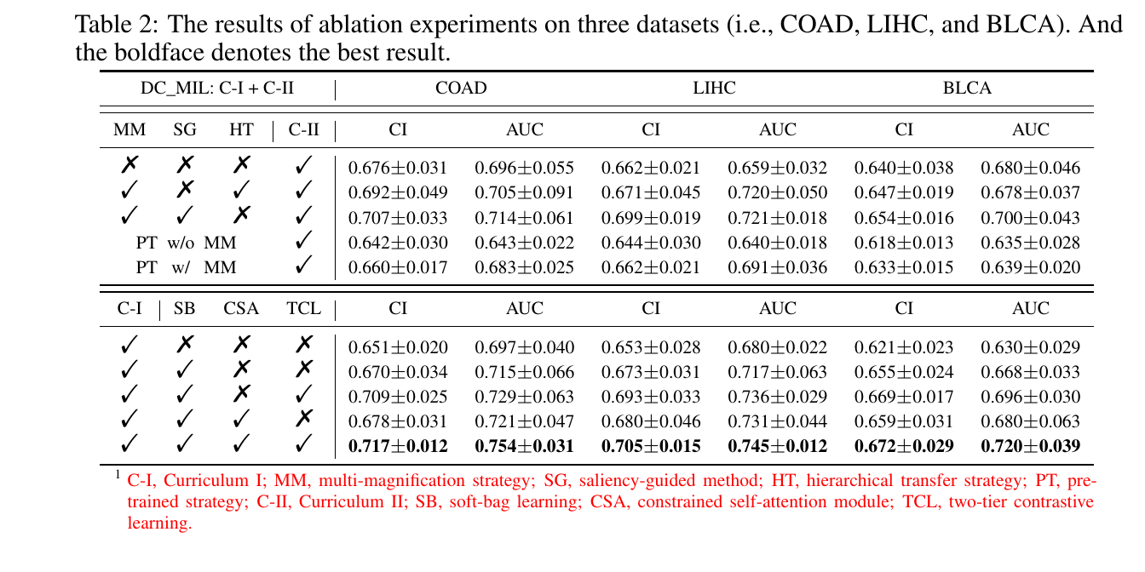 Table 2: The results of ablation experiments on three datasets (i.e., COAD, LIHC, and BLCA). And
the boldface denotes the best result.
DC_MIL: C-I + C-II | COAD LIHC BLCA
MM SG HT | C-II | CI AUC CI AUC CI AUC
✗ ✗ ✗ ✓ 0.676±0.031 0.696±0.055 0.662±0.021 0.659±0.032 0.640±0.038 0.680±0.046
✓ ✗ ✓ ✓ 0.692±0.049 0.705±0.091 0.671±0.045 0.720±0.050 0.647±0.019 0.678±0.037
✓ ✓ ✗ ✓ 0.707±0.033 0.714±0.061 0.699±0.019 0.721±0.018 0.654±0.016 0.700±0.043
PT w/o MM ✓ 0.642±0.030 0.643±0.022 0.644±0.030 0.640±0.018 0.618±0.013 0.635±0.028
PT w/ MM ✓ 0.660±0.017 0.683±0.025 0.662±0.021 0.691±0.036 0.633±0.015 0.639±0.020
C-I | SB CSA TCL | CI AUC CI AUC CI AUC
✓ ✗ ✗ ✗ 0.651±0.020 0.697±0.040 0.653±0.028 0.680±0.022 0.621±0.023 0.630±0.029
✓ ✓ ✗ ✗ 0.670±0.034 0.715±0.066 0.673±0.031 0.717±0.063 0.655±0.024 0.668±0.033
✓ ✓ ✗ ✓ 0.709±0.025 0.729±0.063 0.693±0.033 0.736±0.029 0.669±0.017 0.696±0.030
✓ ✓ ✓ ✗ 0.678±0.031 0.721±0.047 0.680±0.046 0.731±0.044 0.659±0.031 0.680±0.063
✓ ✓ ✓ ✓ 0.717±0.012 0.754±0.031 0.705±0.015 0.745±0.012 0.672±0.029 0.720±0.039
1 C-I, Curriculum I; MM, multi-magnification strategy; SG, saliency-guided method; HT, hierarchical transfer strategy; PT, pre-
trained strategy; C-II, Curriculum II; SB, soft-bag learning; CSA, constrained self-attention module; TCL, two-tier contrastive
learning.